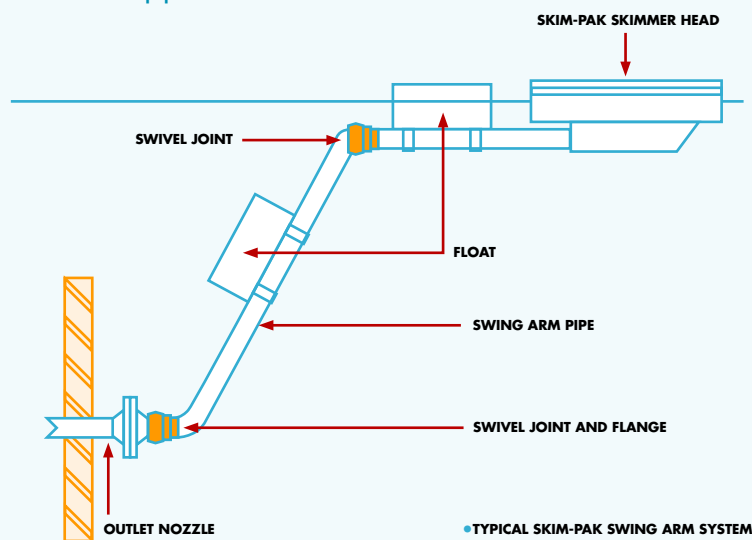 SKIM-PAK SKIMMER HEAD
SWIVEL JOINT
FLOAT
SWING ARM PIPE
SWIVEL JOINT AND FLANGE
OUTLET NOZZLE
•TYPICAL SKIM-PAK SWING ARM SYSTEM